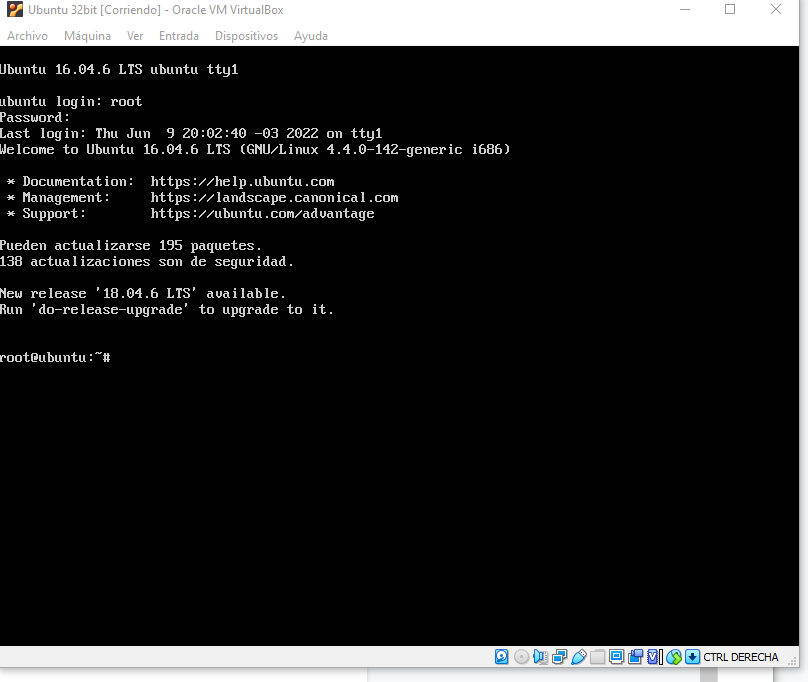 Ubuntu 32bit [Corriendo] - Oracle VM VirtualBox
Archivo Máquina Ver Entrada Dispositivos Ayuda
Ubuntu 16.04.6 LTS ubuntu tty1
ubuntu login: root
Password:
Last login: Thu Jun  9 20:02:40 -03 2022 on tty1
Welcome to Ubuntu 16.04.6 LTS (GNU/Linux 4.4.0-142-generic i686)
* Documentation:  https://help.ubuntu.com
* Management:     https://landscape.canonical.com
* Support:        https://ubuntu.com/advantage
Pueden actualizarse 195 paquetes.
138 actualizaciones son de seguridad.
New release '18.04.6 LTS' available.
Run 'do-release-upgrade' to upgrade to it.
root@ubuntu:~#
CTRL DERECHA